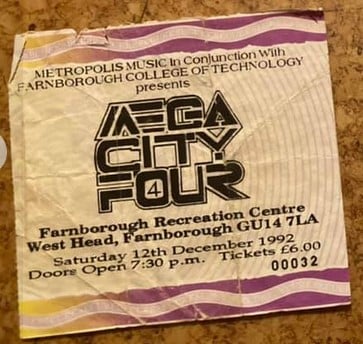 METROPOLIS MUSIC In Conjunction With
FARNBOROUGH COLLEGE OF TECHNOLOGY
presents
MEGA
CITY
FOUR
4
Farnborough Recreation Centre
West Head, Farnborough GU14 7LA
Saturday 12th December 1992
Doors Open 7:30 p.m. Tickets £6.00
00032